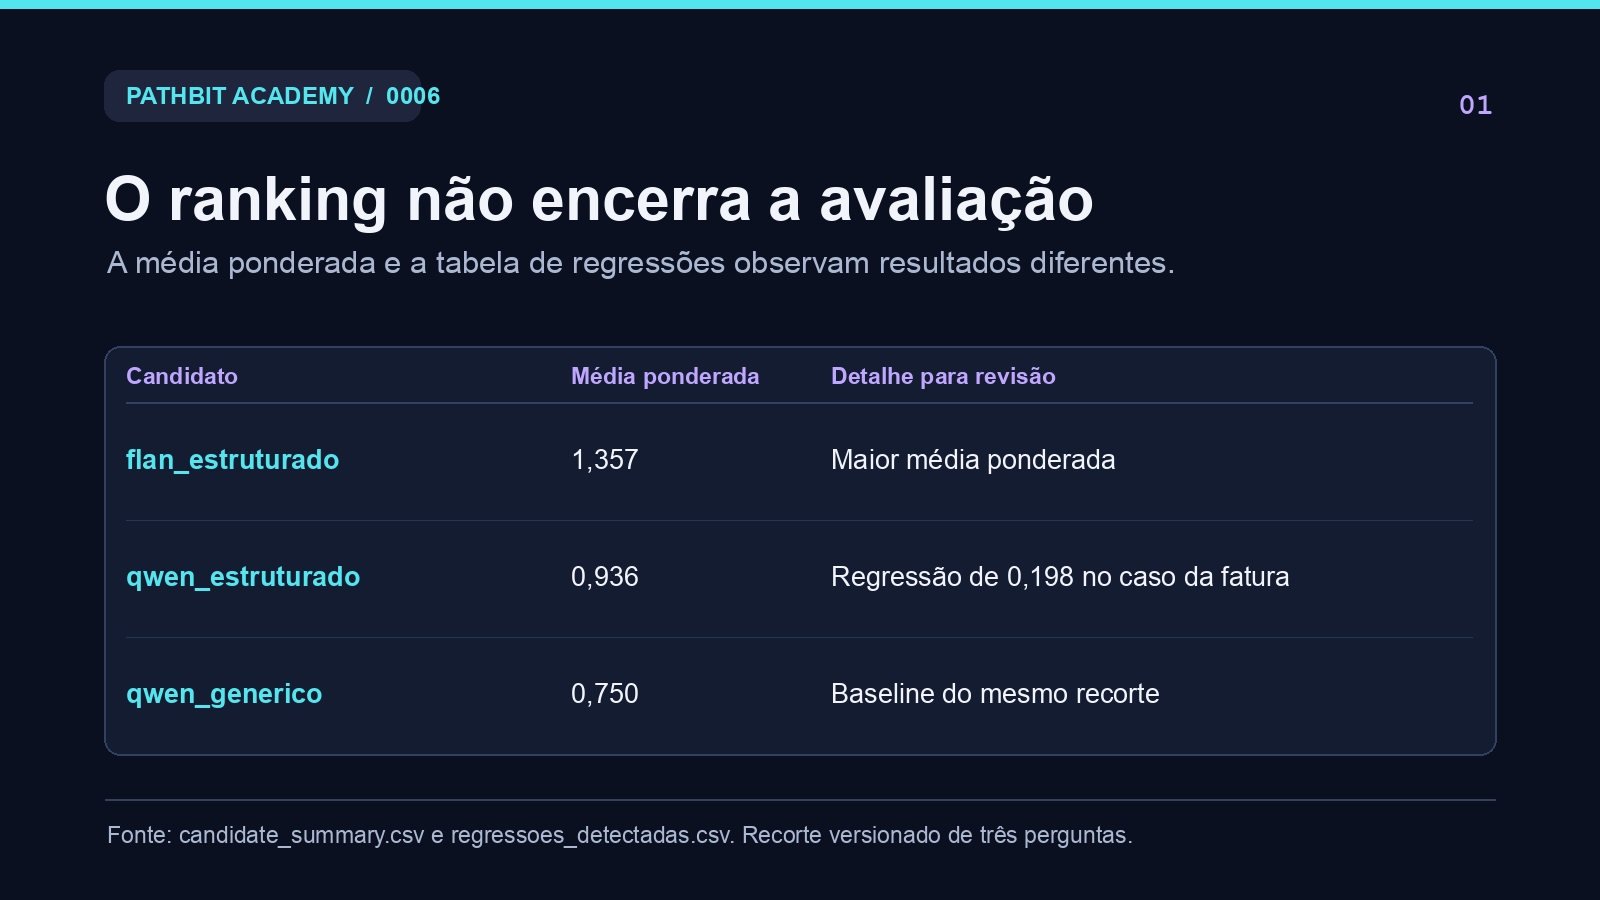 PATHBIT ACADEMY / 0006
01
O ranking não encerra a avaliação
A média ponderada e a tabela de regressões observam resultados diferentes.
Candidato Média ponderada Detalhe para revisão
flan_estruturado 1,357 Maior média ponderada
qwen_estruturado 0,936 Regressão de 0,198 no caso da fatura
qwen_generico 0,750 Baseline do mesmo recorte
Fonte: candidate_summary.csv e regressoes_detectadas.csv. Recorte versionado de três perguntas.